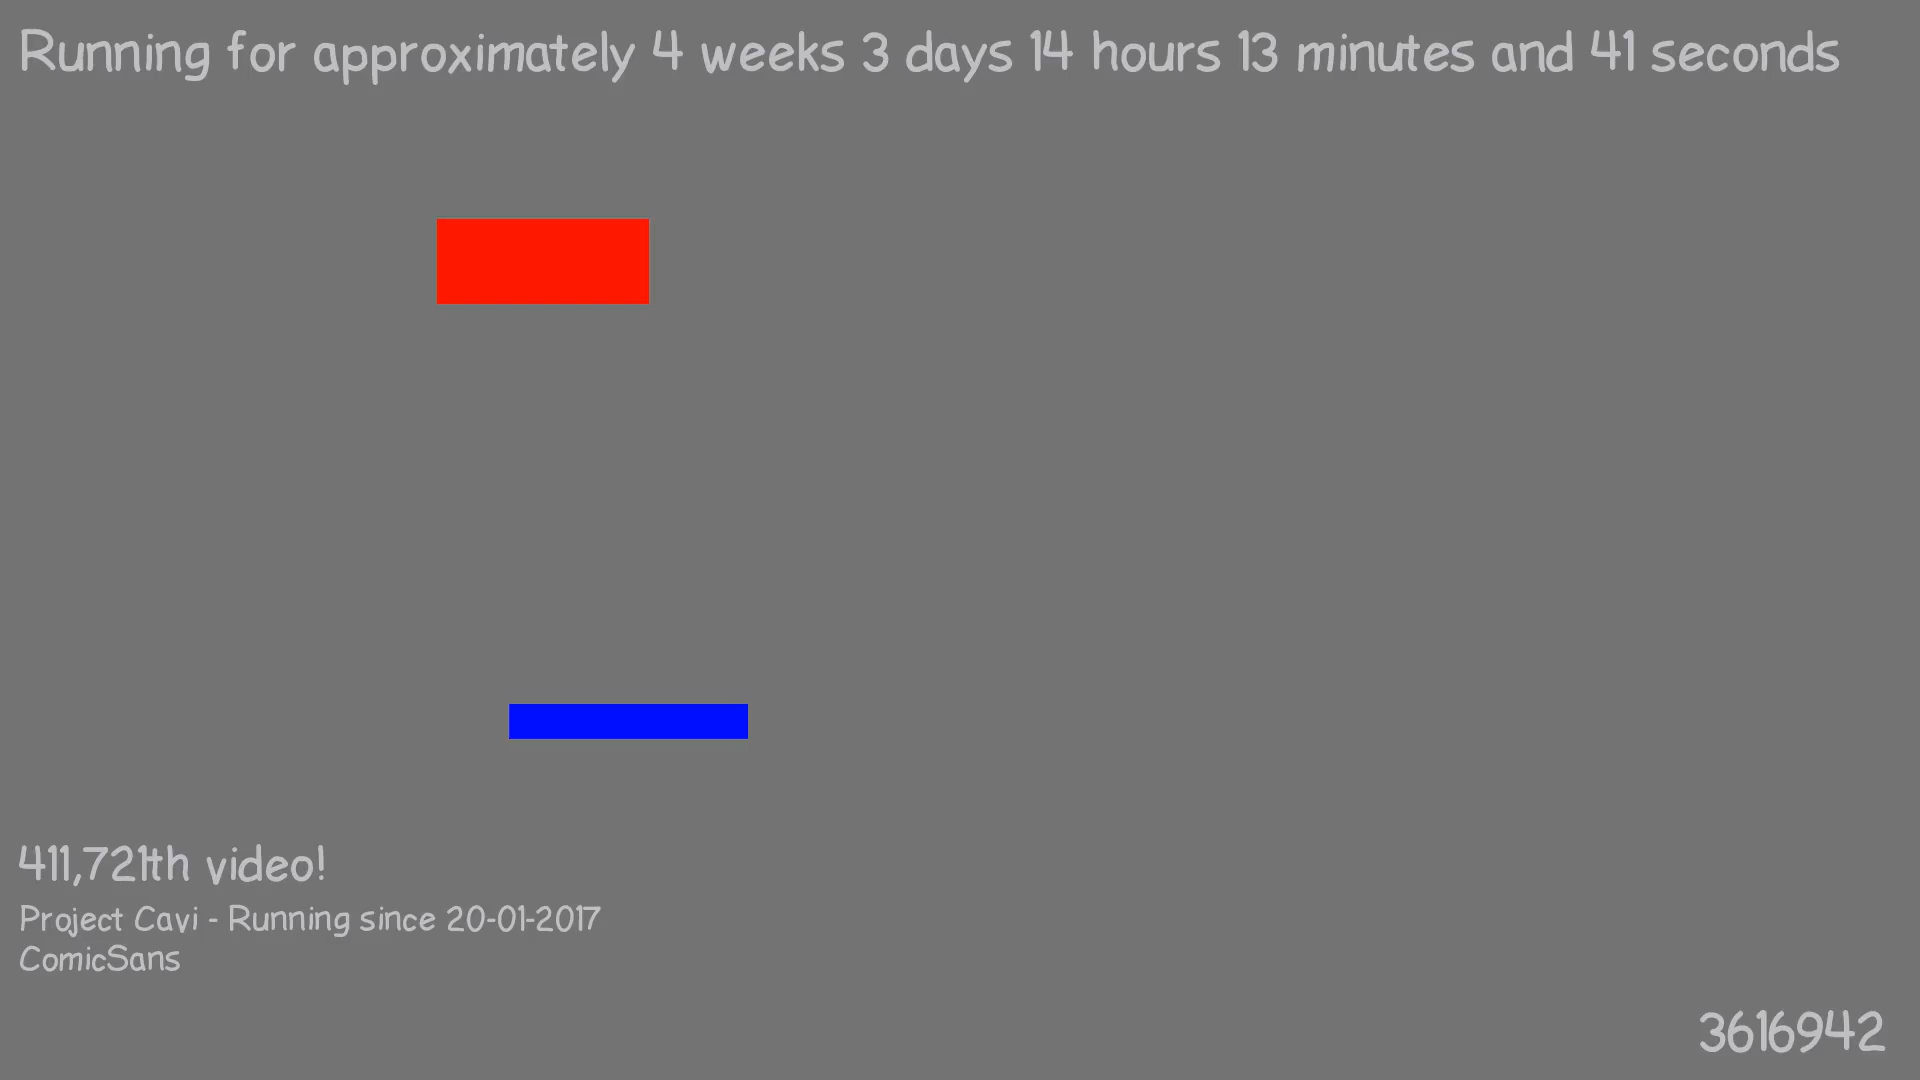 Running for approximately 4 weeks 3 days 14 hours 13 minutes and 41 seconds
411,721th video!
Project Cavi - Running since 20-01-2017
ComicSans
3616942